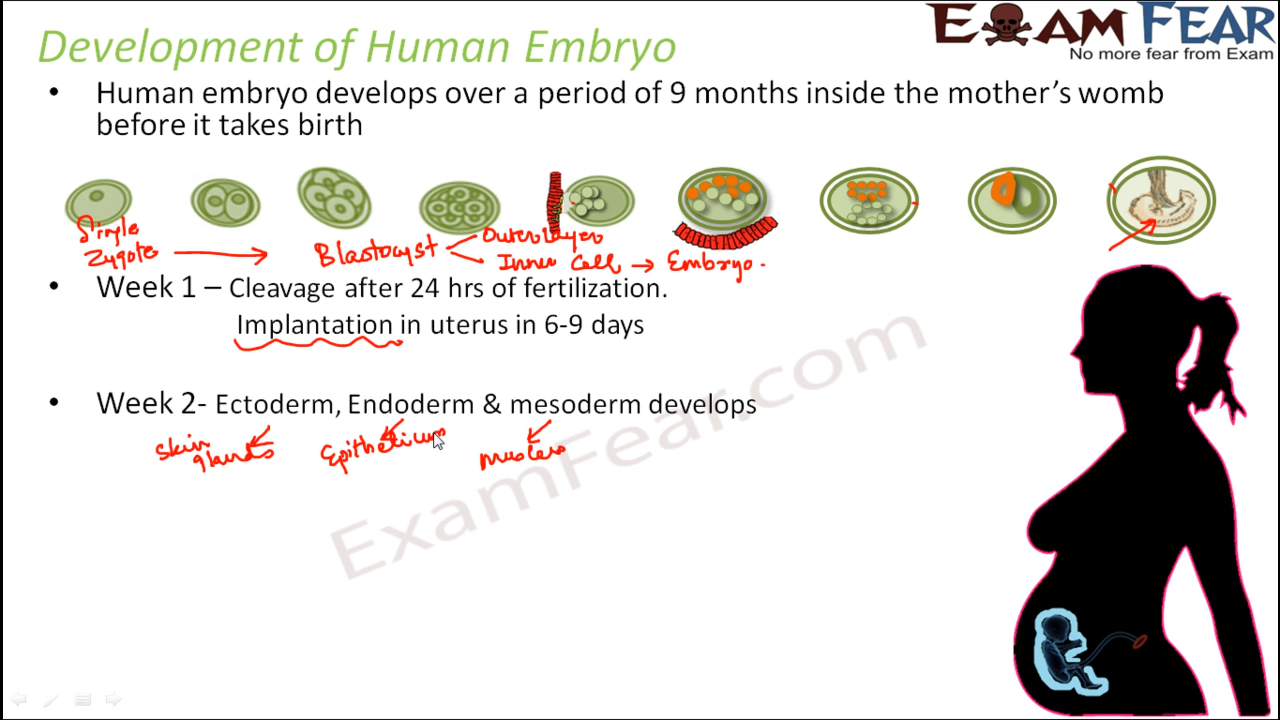 Development of Human Embryo
EXAM FEAR
No more fear from Exam
• Human embryo develops over a period of 9 months inside the mother's womb
before it takes birth
Single
Zygote
Blastocyst
Outer layer
Inner Cell → Embryo.
• Week 1 – Cleavage after 24 hrs of fertilization.
Implantation in uterus in 6-9 days
• Week 2- Ectoderm, Endoderm & mesoderm develops
Skin
glands
Epithelium
ExamFear.com